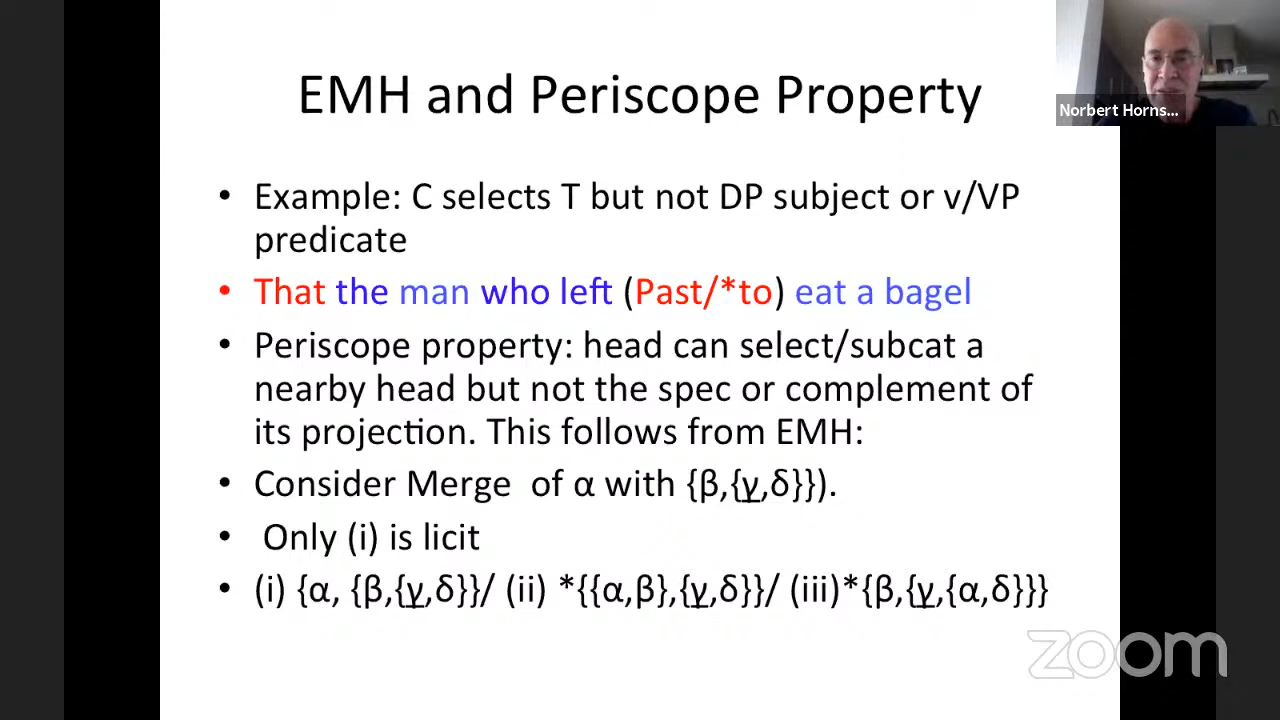 EMH and Periscope Property
Norbert Horns...
• Example: C selects T but not DP subject or v/VP
predicate
• That the man who left (Past/*to) eat a bagel
• Periscope property: head can select/subcat a
nearby head but not the spec or complement of
its projection. This follows from EMH:
• Consider Merge of α with {β,{γ,δ}}).
• Only (i) is licit
• (i) {α, {β,{γ,δ}}/ (ii) *{{α,β},{γ,δ}}/ (iii)*{β,{γ,{α,δ}}}
zoom